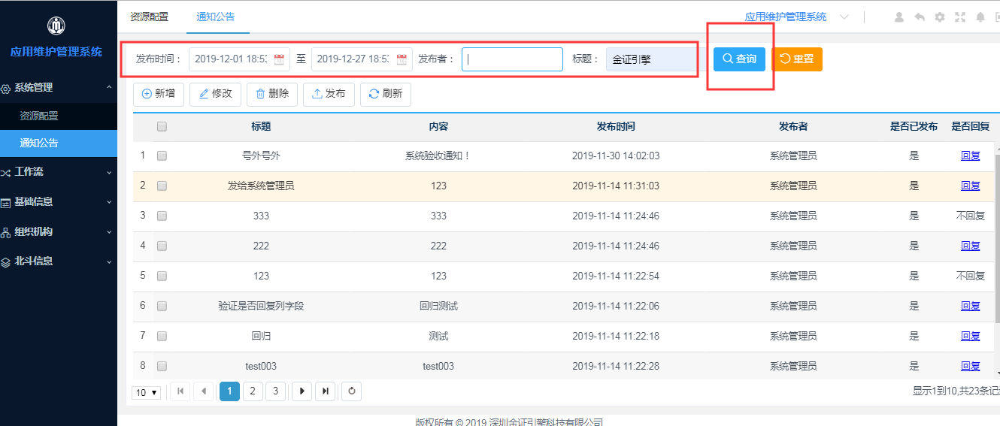 资源配置 通知公告 应用维护管理系统
应用维护管理系统
发布时间： 2019-12-01 18:53 至 2019-12-27 18:53 发布者： 标题： 金证引擎 查询 重置
系统管理
资源配置
通知公告
工作流
基础信息
组织机构
北斗信息
新增 修改 删除 发布 刷新
标题 内容 发布时间 发布者 是否已发布 是否回复
1 号外号外 系统验收通知！ 2019-11-30 14:02:03 系统管理员 是 回复
2 发给系统管理员 123 2019-11-14 11:31:03 系统管理员 是 回复
3 333 333 2019-11-14 11:24:46 系统管理员 是 不回复
4 222 222 2019-11-14 11:24:46 系统管理员 是 回复
5 123 123 2019-11-14 11:22:54 系统管理员 是 不回复
6 验证是否回复列字段 回归测试 2019-11-14 11:22:06 系统管理员 是 回复
7 回归 测试 2019-11-14 11:22:18 系统管理员 是 回复
8 test003 test003 2019-11-14 11:22:28 系统管理员 是 回复
10 1 2 3 显示1到10,共23条记
版权所有 © 2019 深圳金证引擎科技有限公司